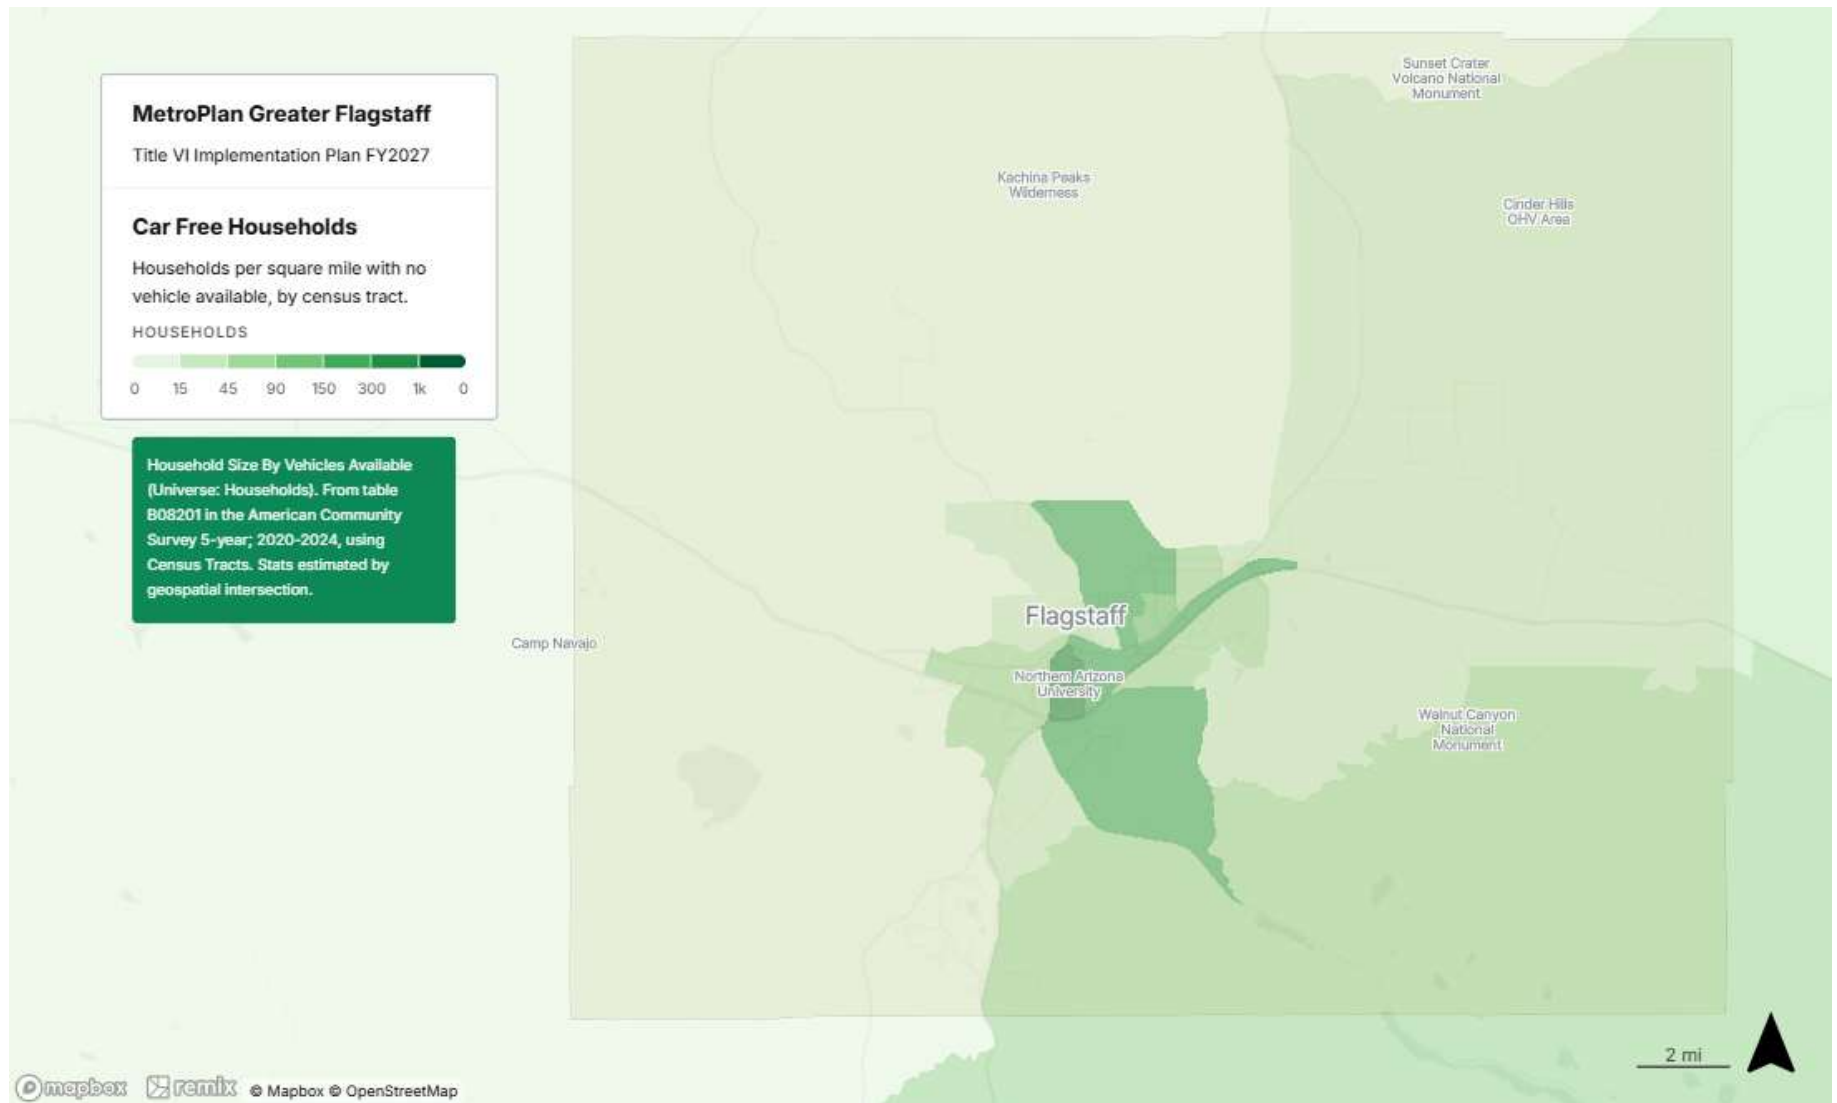 MetroPlan Greater Flagstaff
Title VI Implementation Plan FY2027
Car Free Households
Households per square mile with no
vehicle available, by census tract.
HOUSEHOLDS
0 15 45 90 150 300 1k 0
Household Size By Vehicles Available
(Universe: Households). From table
B08201 in the American Community
Survey 5-year; 2020-2024, using
Census Tracts. Stats estimated by
geospatial intersection.
Sunset Crater
Volcano National
Monument
Kachina Peaks
Wilderness
Cinder Hills
OHV Area
Flagstaff
Camp Navajo
Northern Arizona
University
Walnut Canyon
National
Monument
2 mi
mapbox remix © Mapbox © OpenStreetMap